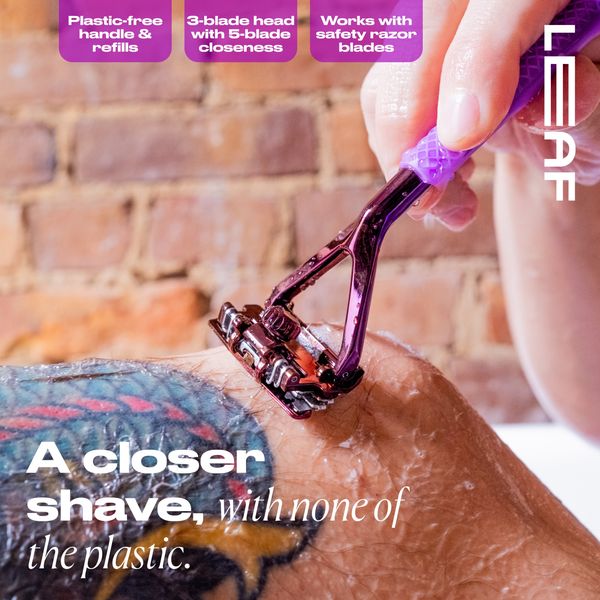 Plastic-free
handle &
refills
3-blade head
with 5-blade
closeness
Works with
safety razor
blades
LEAF
A closer
shave, with none of
the plastic.